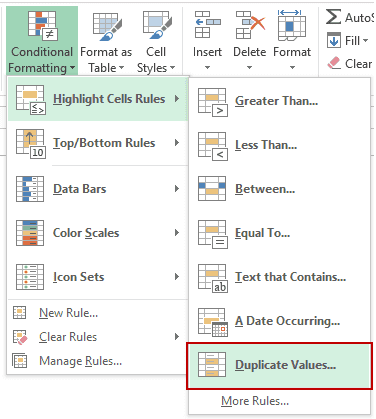 Conditional Formatting
Format as Table
Cell Styles
Insert
Delete
Format
AutoS
Fill
Clear
Highlight Cells Rules
Top/Bottom Rules
10
Data Bars
Color Scales
Icon Sets
New Rule...
Clear Rules
Manage Rules...
Greater Than...
Less Than...
Between...
Equal To...
Text that Contains...
ab
A Date Occurring...
Duplicate Values...
More Rules...